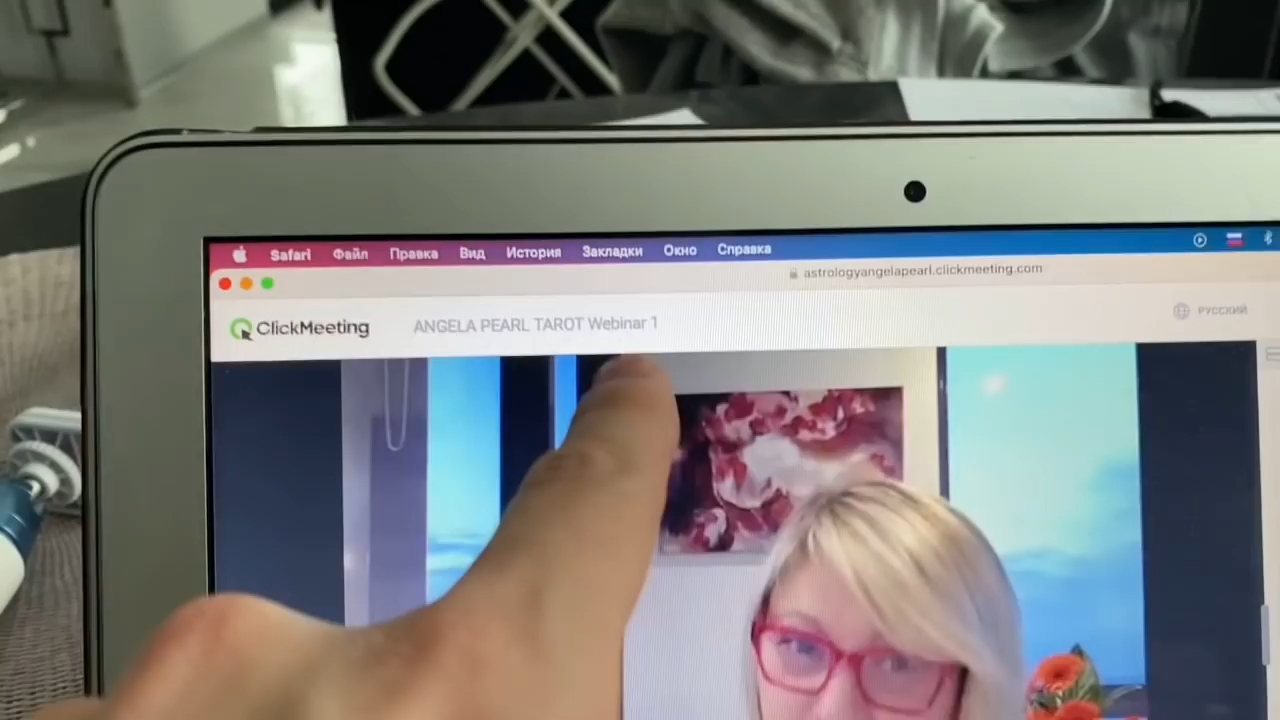 Safari Файл Правка Вид История Закладки Окно Справка
astrologyangelapearl.clickmeeting.com
ClickMeeting ANGELA PEARL TAROT Webinar 1 РУССКИЙ